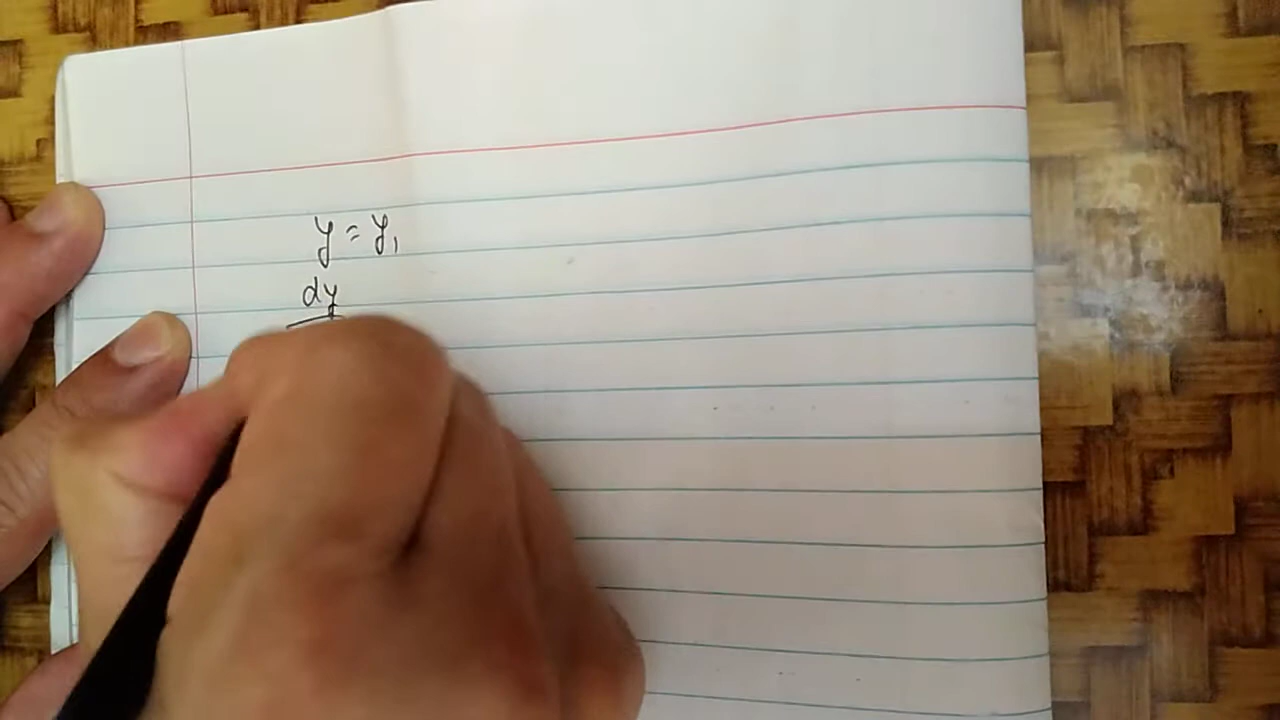 y = y₁
dy